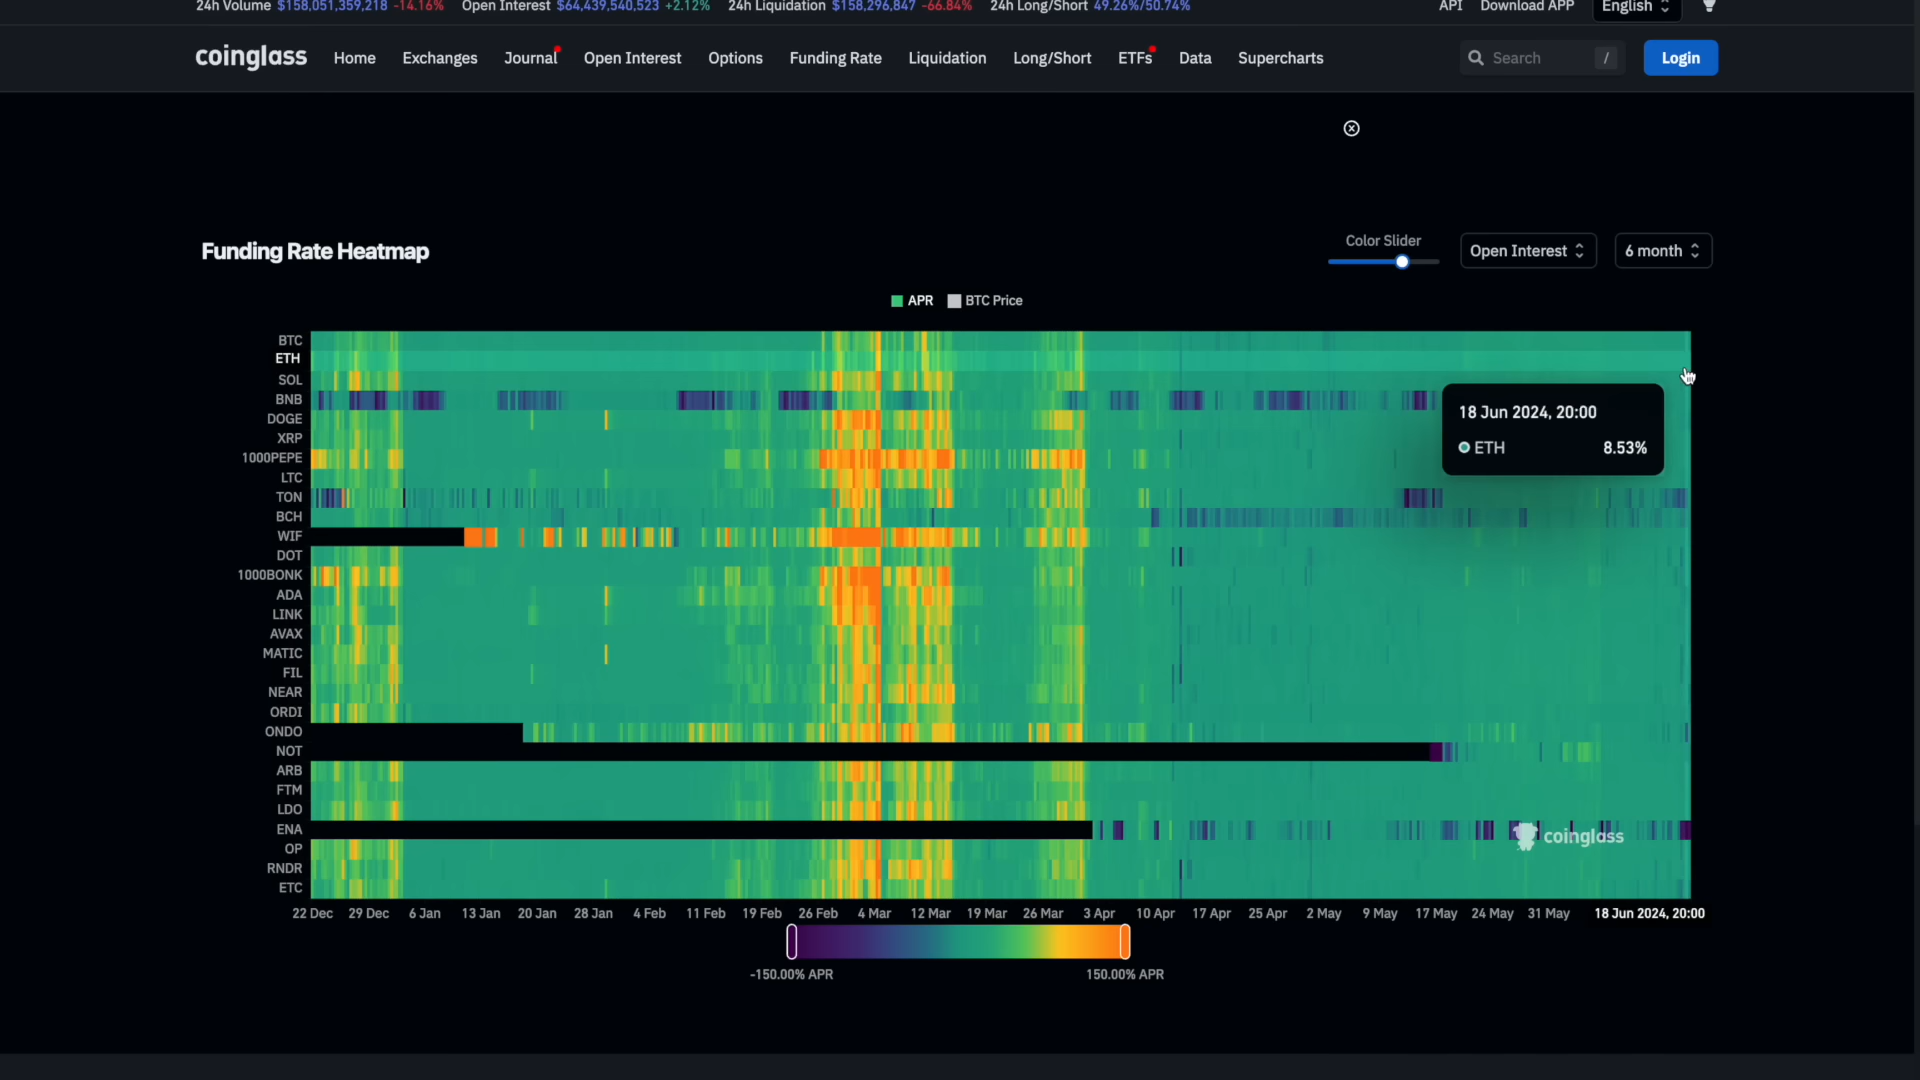 24h Volume $158,051,359,218 -14.16% Open Interest $64,439,540,523 +2.12% 24h Liquidation $158,296,847 -66.84% 24h Long/Short 49.26%/50.74% API Download APP English
coinglass Home Exchanges Journal Open Interest Options Funding Rate Liquidation Long/Short ETFs Data Supercharts Search / Login
Funding Rate Heatmap
Color Slider
Open Interest
6 month
APR BTC Price
BTC
ETH
SOL
BNB
DOGE
XRP
1000PEPE
LTC
TON
BCH
WIF
DOT
1000BONK
ADA
LINK
AVAX
MATIC
FIL
NEAR
ORDI
ONDO
NOT
ARB
FTM
LDO
ENA
OP
RNDR
ETC
18 Jun 2024, 20:00
ETH 8.53%
coinglass
22 Dec 29 Dec 6 Jan 13 Jan 20 Jan 28 Jan 4 Feb 11 Feb 19 Feb 26 Feb 4 Mar 12 Mar 19 Mar 26 Mar 3 Apr 10 Apr 17 Apr 25 Apr 2 May 9 May 17 May 24 May 31 May 18 Jun 2024, 20:00
-150.00% APR 150.00% APR